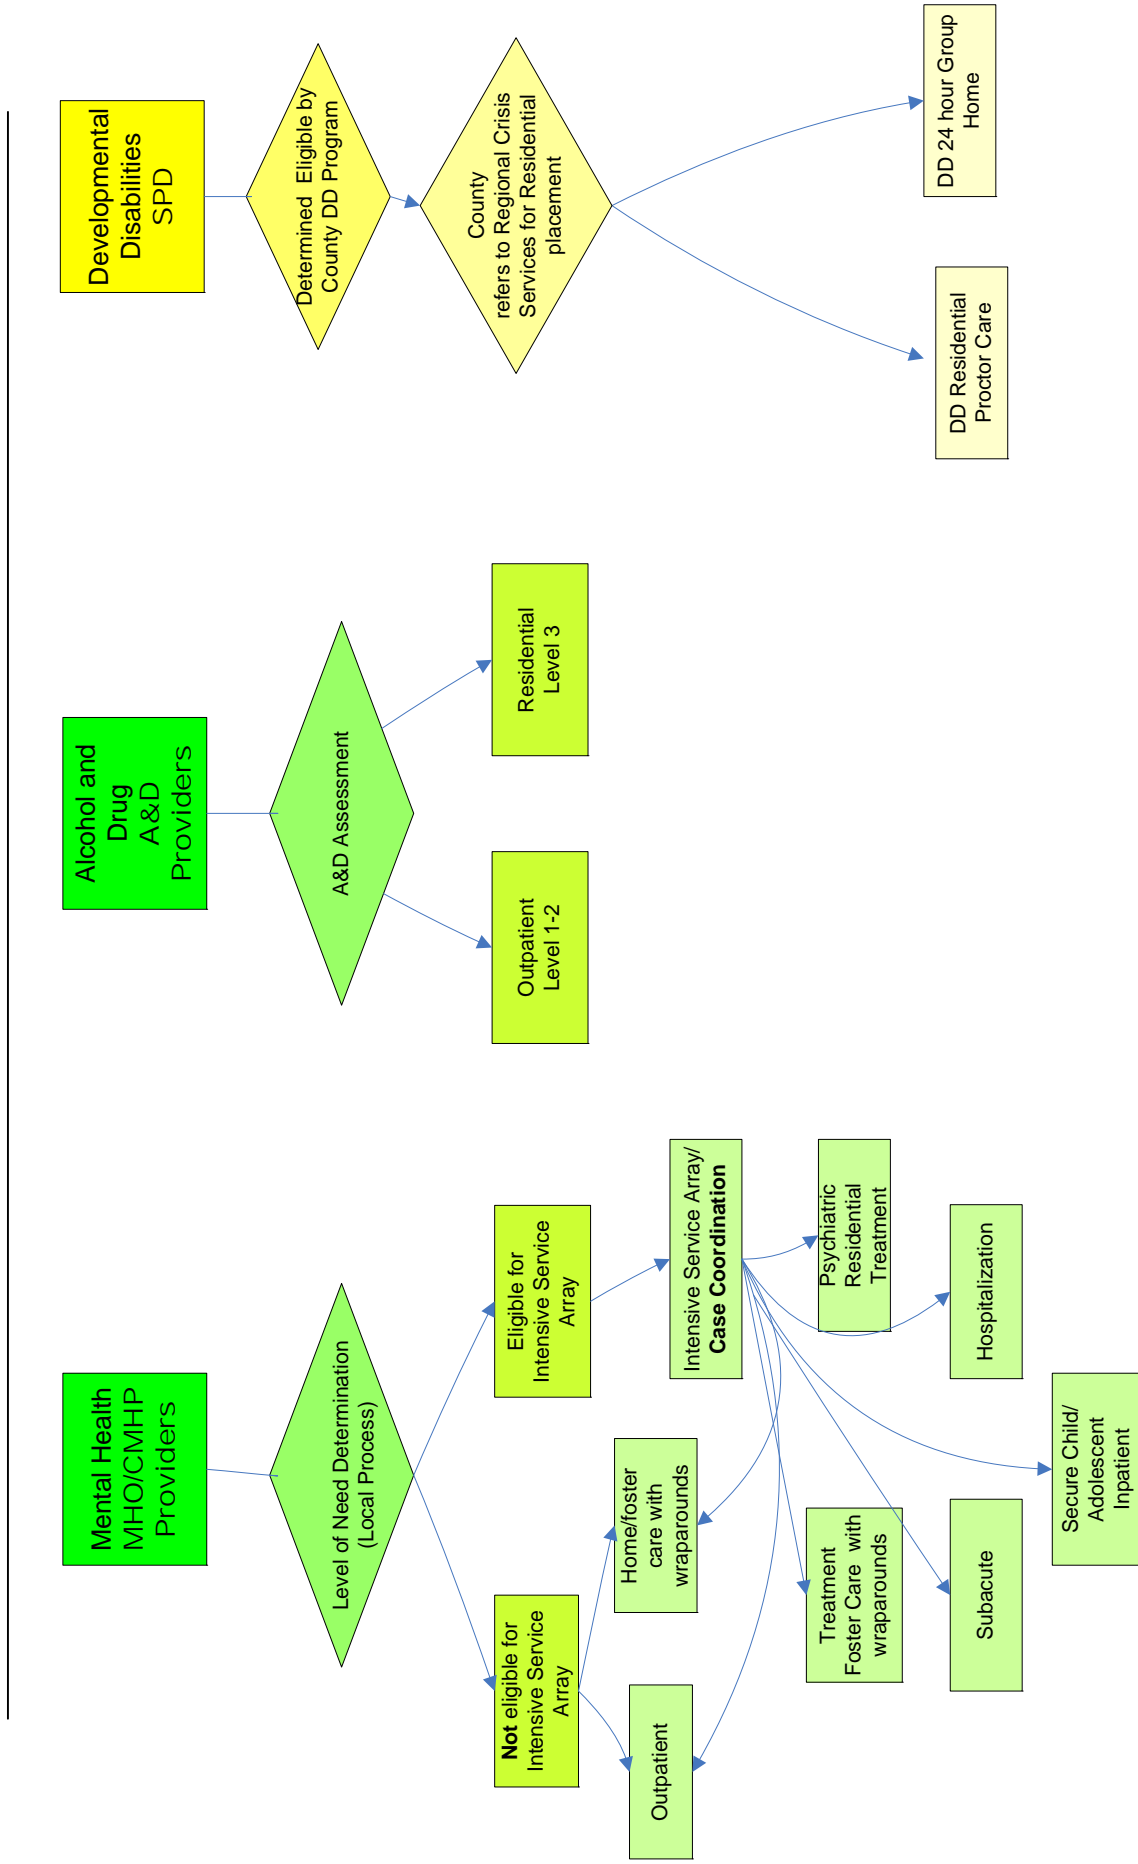 Mental Health
MHO/CMHP
Providers
Level of Need Determination
(Local Process)
Not eligible for
Intensive Service
Array
Eligible for
Intensive Service
Array
Outpatient
Home/foster
care with
wraparounds
Intensive Service Array/
Case Coordination
Treatment
Foster Care with
wraparounds
Psychiatric
Residential
Treatment
Subacute
Hospitalization
Secure Child/
Adolescent
Inpatient
Alcohol and
Drug
A&D
Providers
A&D Assessment
Outpatient
Level 1-2
Residential
Level 3
Developmental
Disabilities
SPD
Determined Eligible by
County DD Program
County
refers to Regional Crisis
Services for Residential
placement
DD Residential
Proctor Care
DD 24 hour Group
Home